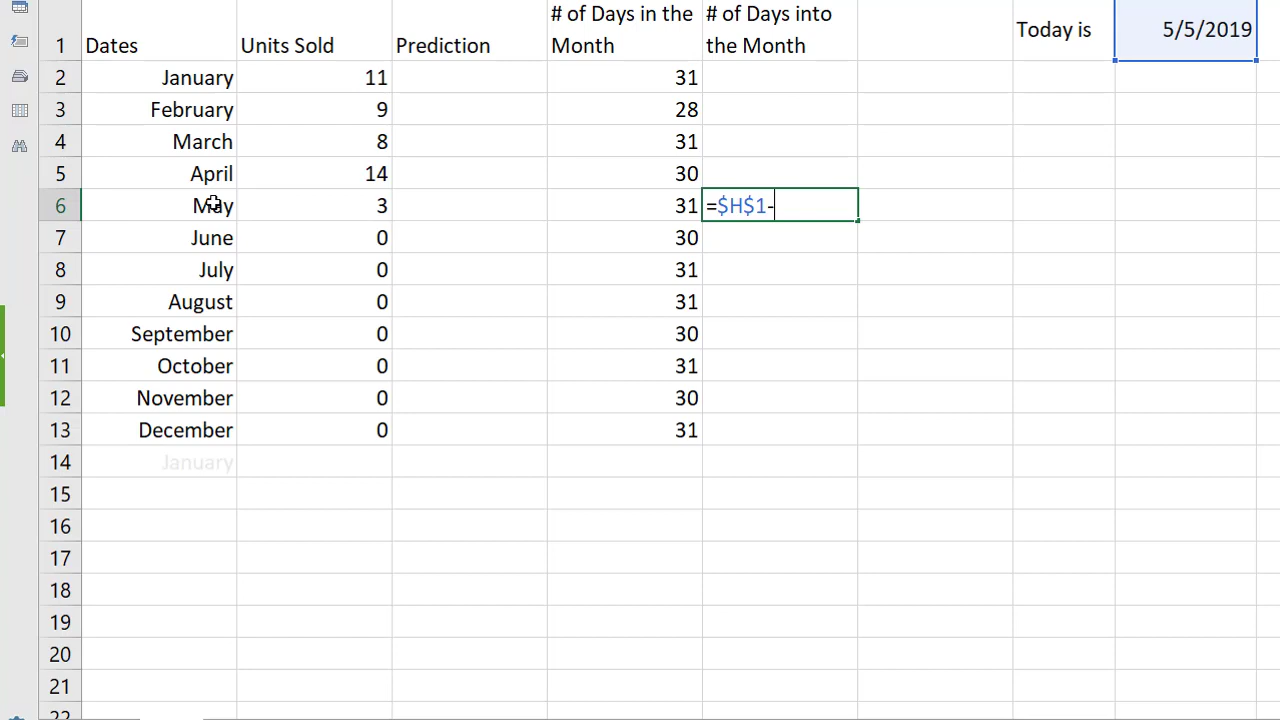 # of Days in the # of Days into
1 Dates Units Sold Prediction Month the Month Today is 5/5/2019
2 January 11 31
3 February 9 28
4 March 8 31
5 April 14 30
6 May 3 31 =$H$1-
7 June 0 30
8 July 0 31
9 August 0 31
10 September 0 30
11 October 0 31
12 November 0 30
13 December 0 31
14 January
15
16
17
18
19
20
21
22